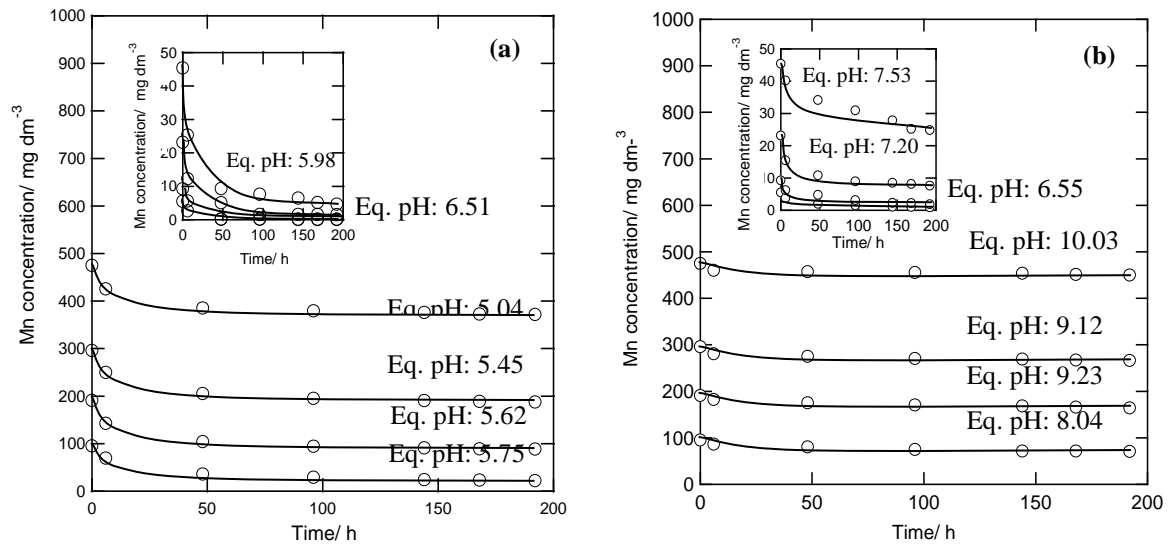 (a)
Mn concentration/ mg dm-3
1000
900
800
700
600
500
400
300
200
100
0
0
50
100
150
200
Time/ h
Mn concentration/ mg dm-3
50
40
30
20
10
0
0
50
100
150
200
Time/ h
Eq. pH: 5.98
Eq. pH: 6.51
Eq. pH: 5.04
Eq. pH: 5.45
Eq. pH: 5.62
Eq. pH: 5.75
(b)
Mn concentration/ mg dm-3
1000
900
800
700
600
500
400
300
200
100
0
0
50
100
150
200
Time/ h
Mn concentration/ mg dm-3
50
40
30
20
10
0
0
50
100
150
200
Time/ h
Eq. pH: 7.53
Eq. pH: 7.20
Eq. pH: 6.55
Eq. pH: 10.03
Eq. pH: 9.12
Eq. pH: 9.23
Eq. pH: 8.04